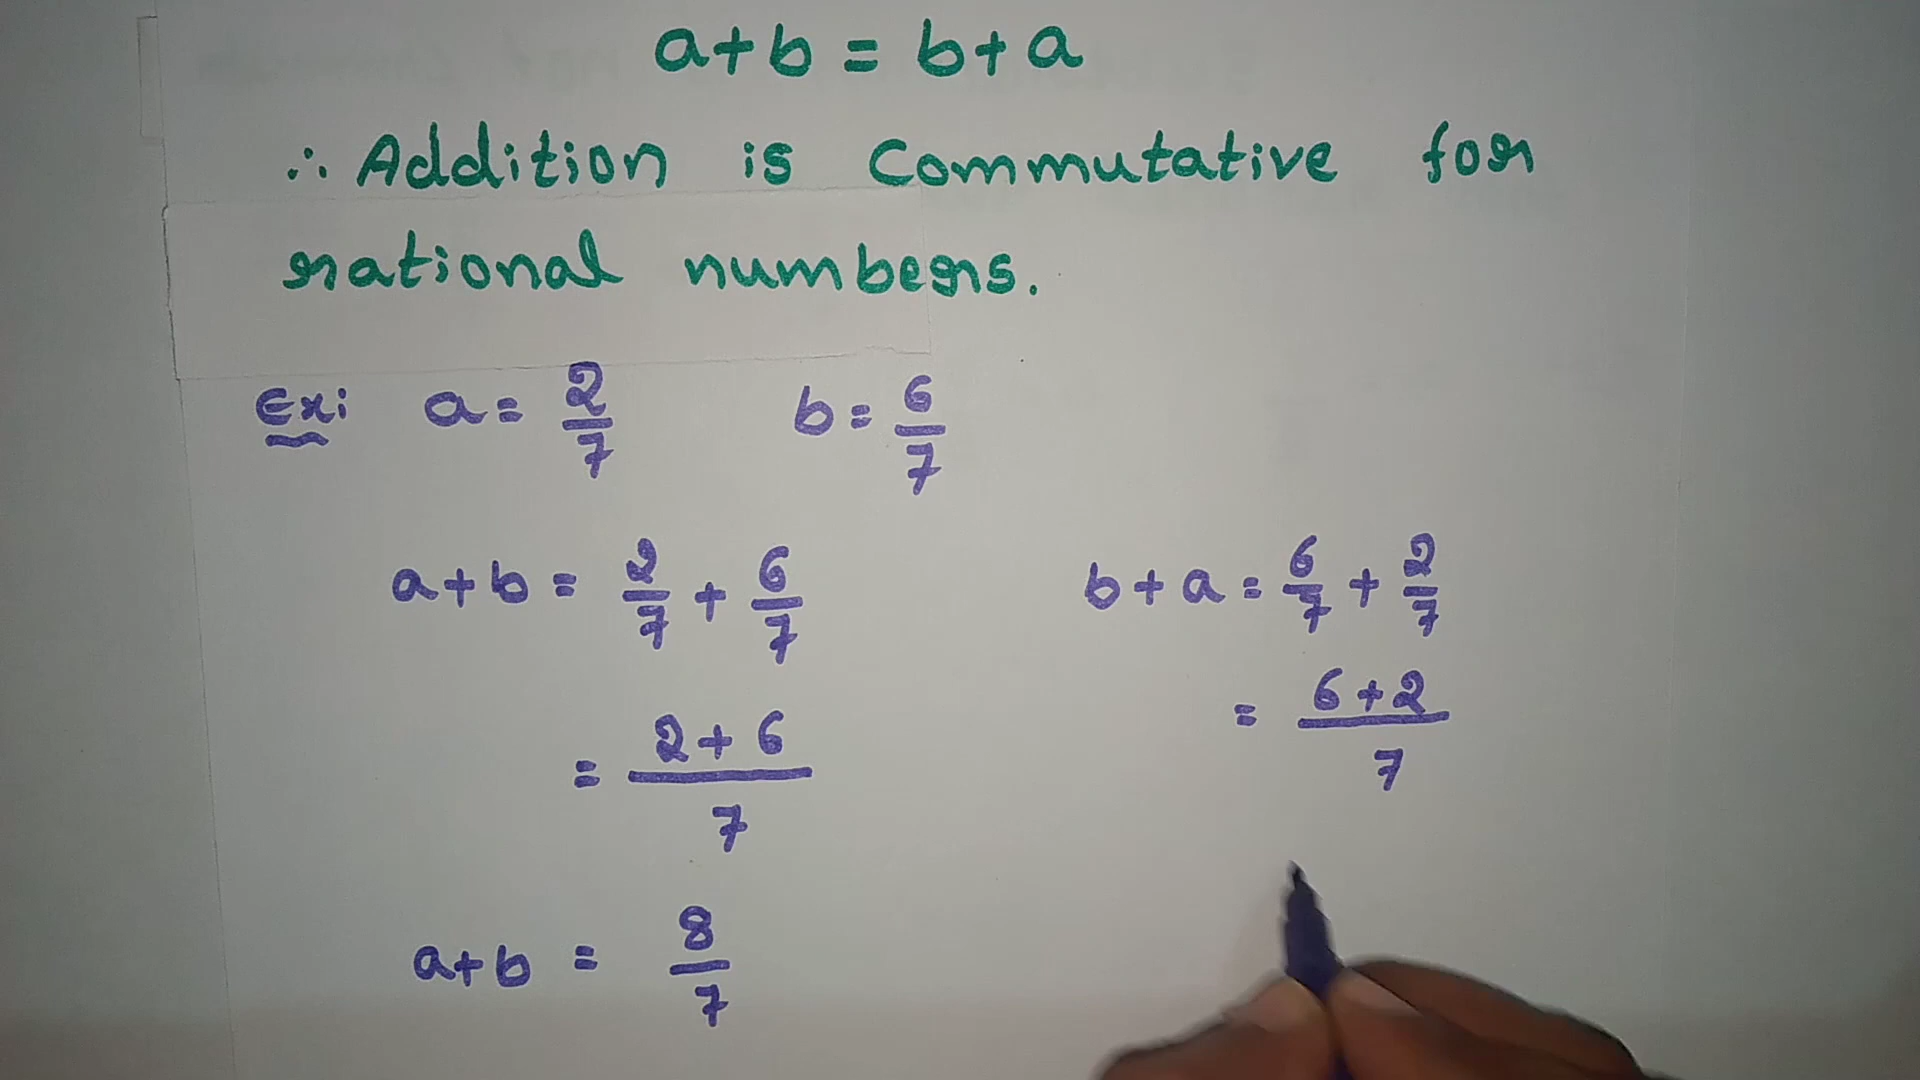 a+b = b+a
∴ Addition is Commutative for
rational numbers.
Ex: a = 2/7 b = 6/7
a+b = 2/7 + 6/7
= 2+6/7
a+b = 8/7
b+a = 6/7 + 2/7
= 6+2/7